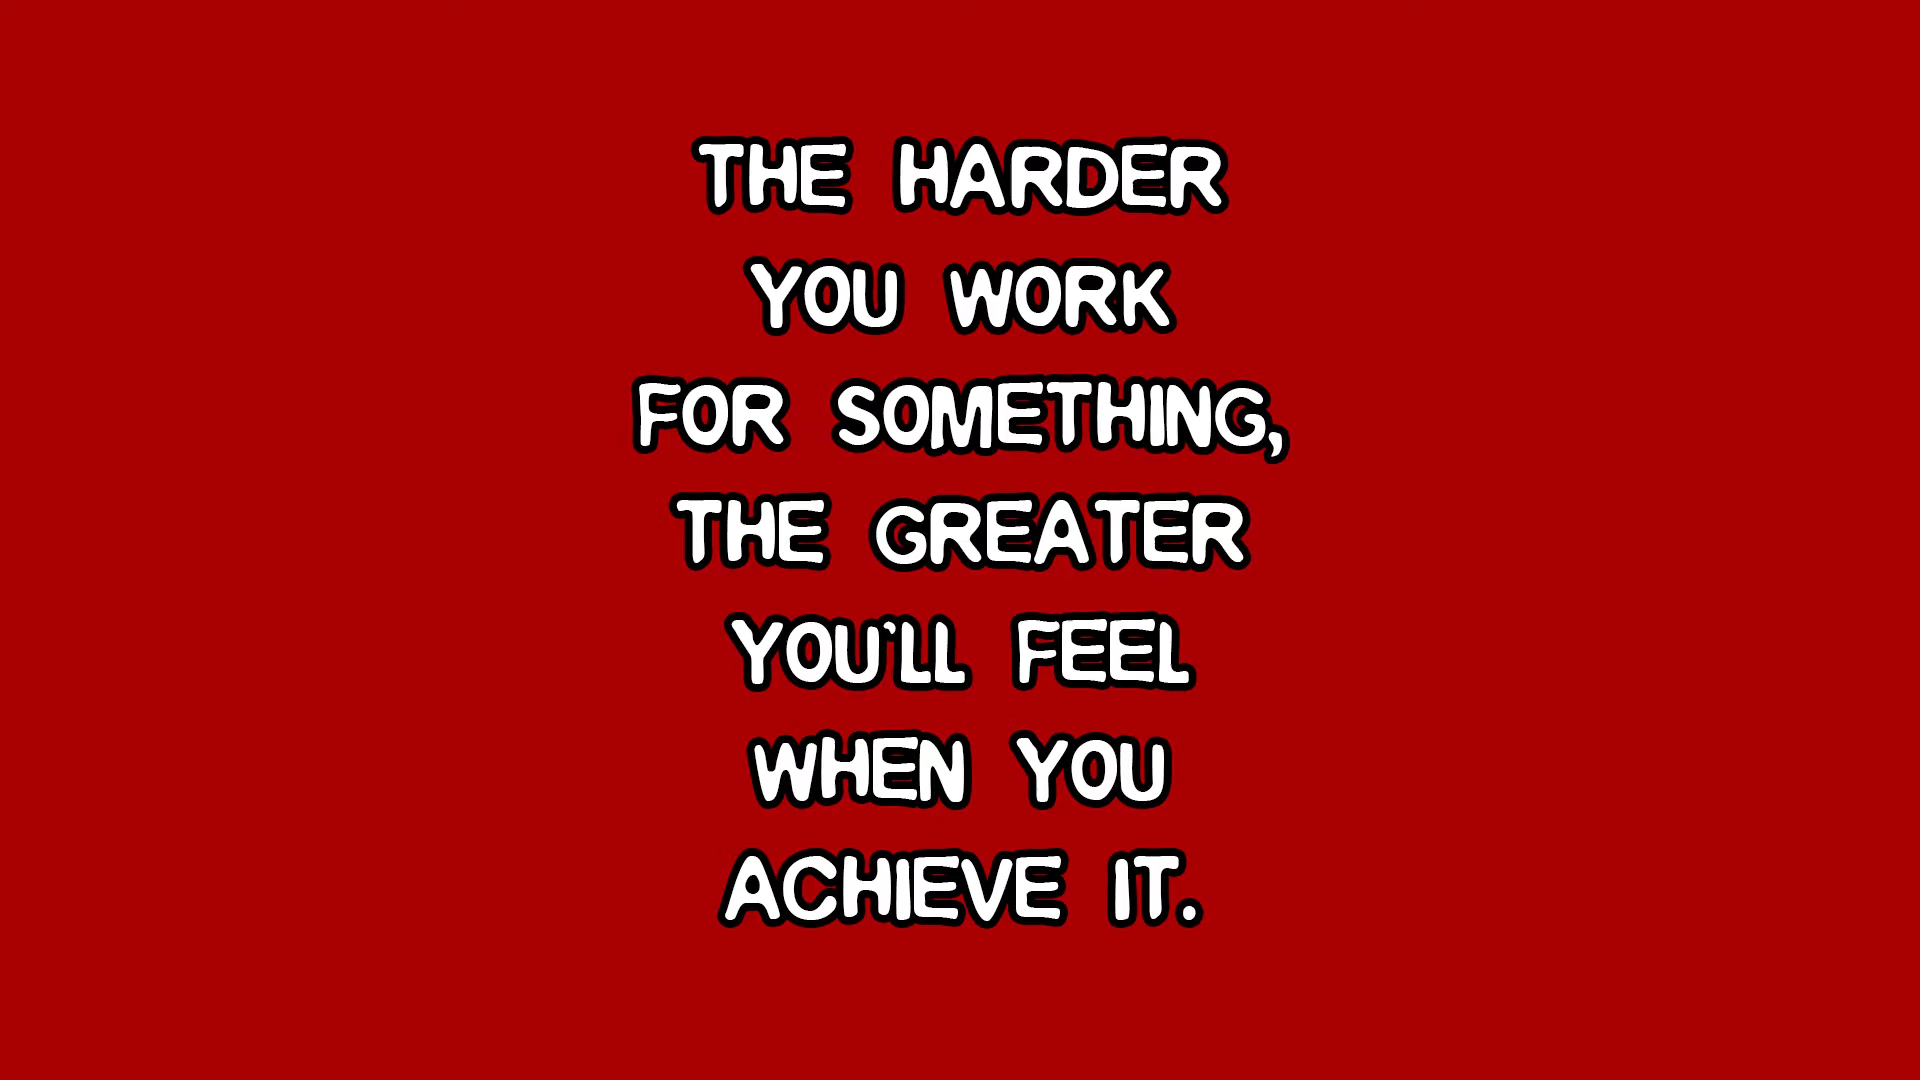 THE HARDER
YOU WORK
FOR SOMETHING,
THE GREATER
YOU'LL FEEL
WHEN YOU
ACHIEVE IT.